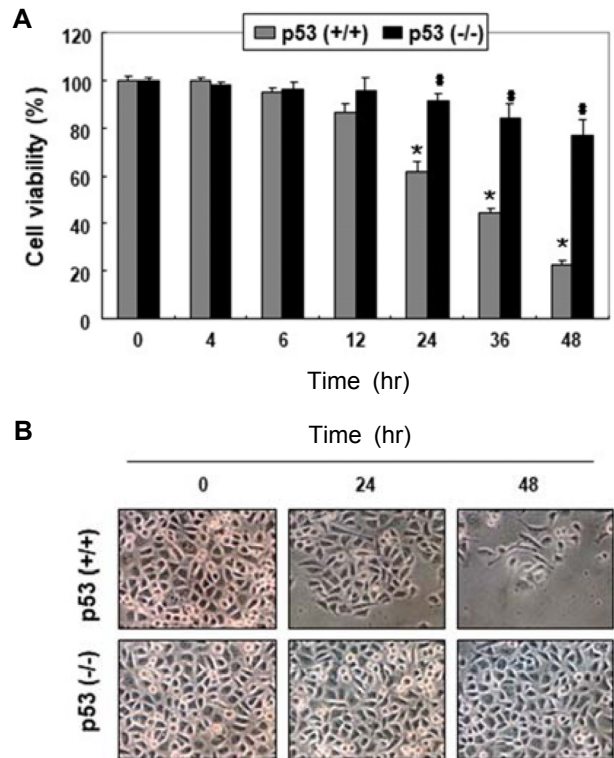 A
120
p53 (+/+) p53 (-/-)
100
80
60
40
20
0
Cell viability (%)
* * *
‡ ‡ ‡
0 4 6 12 24 36 48
Time (hr)
B
Time (hr)
0 24 48
p53 (+/+)
p53 (-/-)